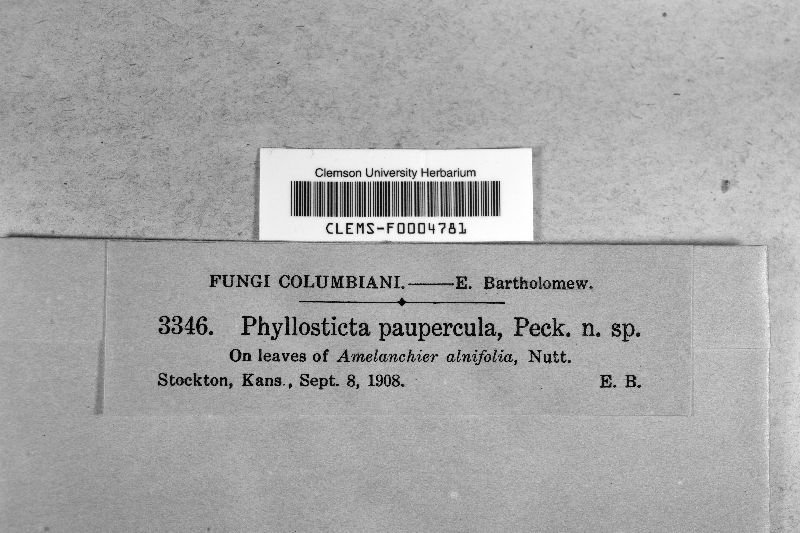 Clemson University Herbarium
CLEMS-F0004781
FUNGI COLUMBIANI.——E. Bartholomew.
3346. Phyllosticta paupercula, Peck. n. sp.
On leaves of Amelanchier alnifolia, Nutt.
Stockton, Kans., Sept. 8, 1908. E. B.